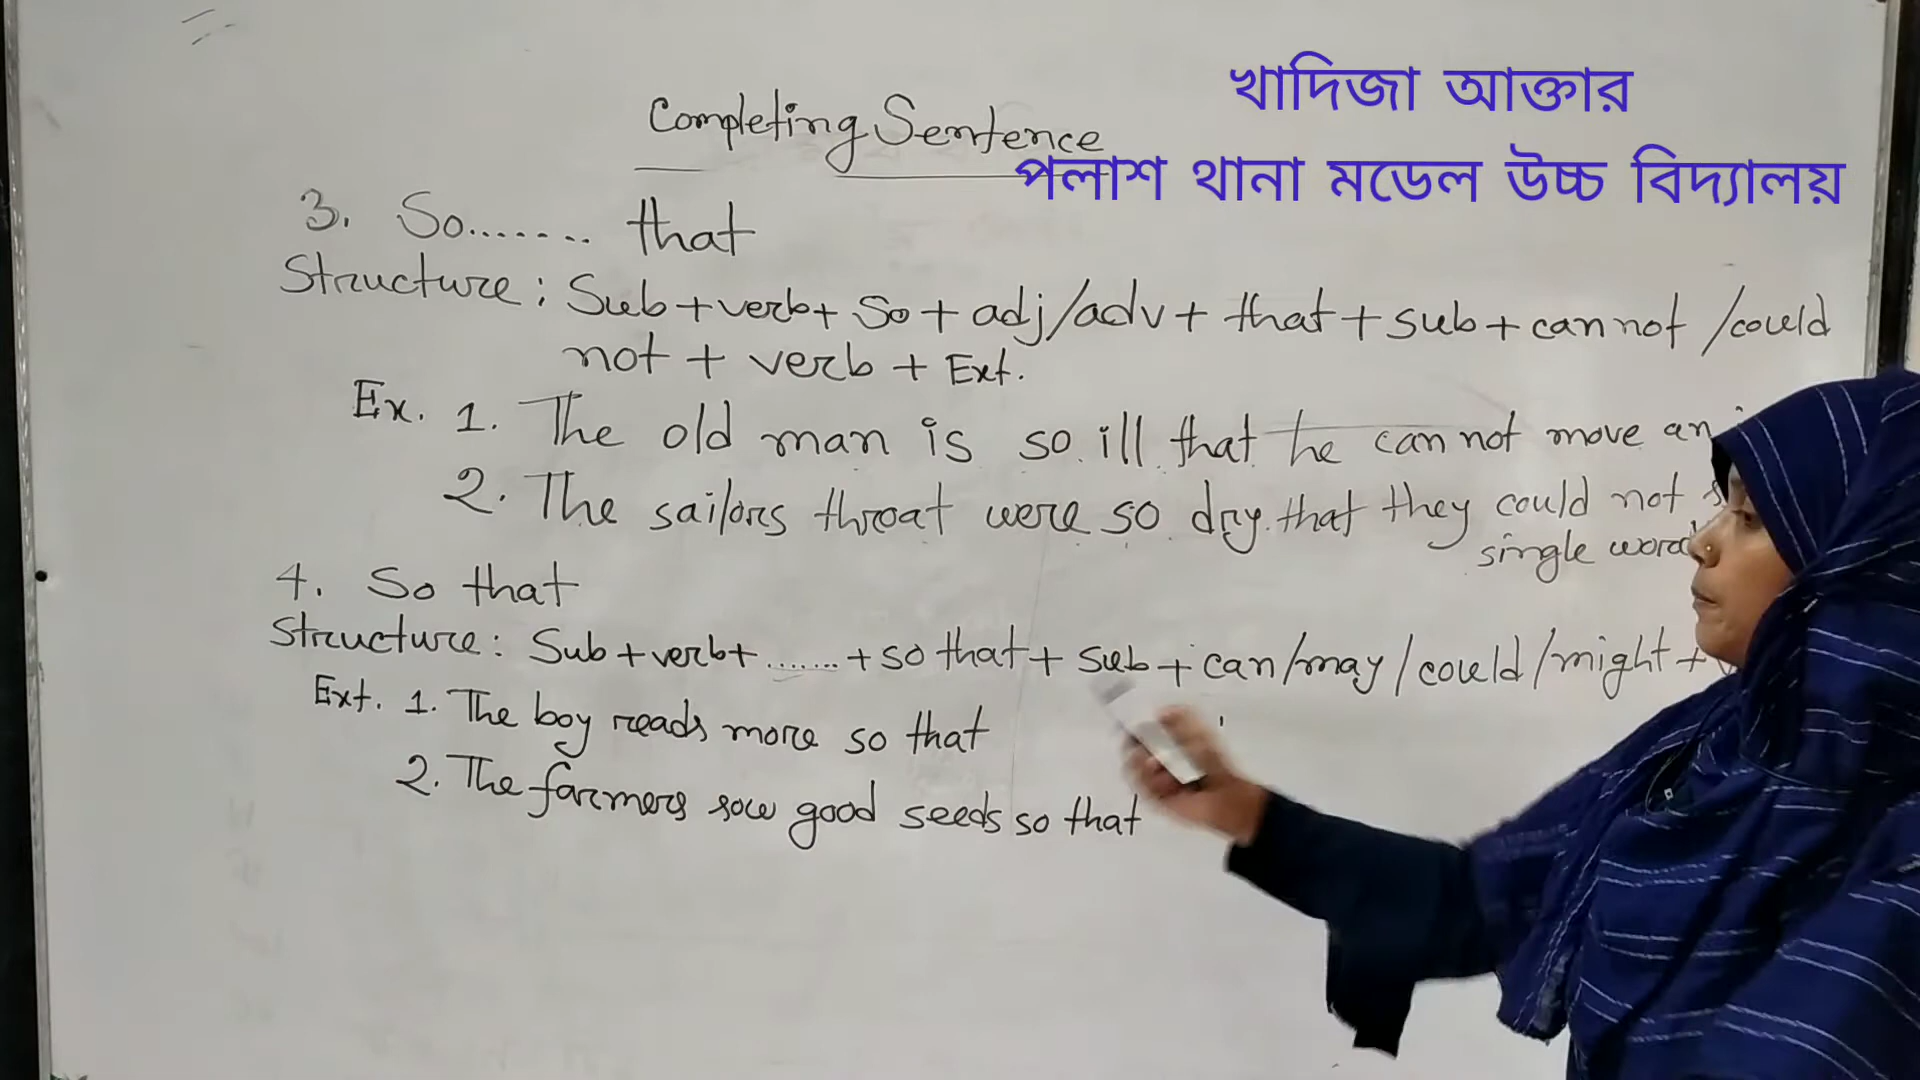 খাদিজা আক্তার
পলাশ থানা মডেল উচ্চ বিদ্যালয়
Completing Sentence
3. So....... that
Structure: Sub+verb+ So + adj/adv + that + sub + can not /could
not + verb + Ext.
Ex. 1. The old man is so ill that he can not move
2. The sailors throat were so dry that they could not
single word
4. So that
Structure: Sub+verb+.......+so that + sub + can/may/could/might +
Ext. 1. The boy reads more so that
2. The farmers sow good seeds so that